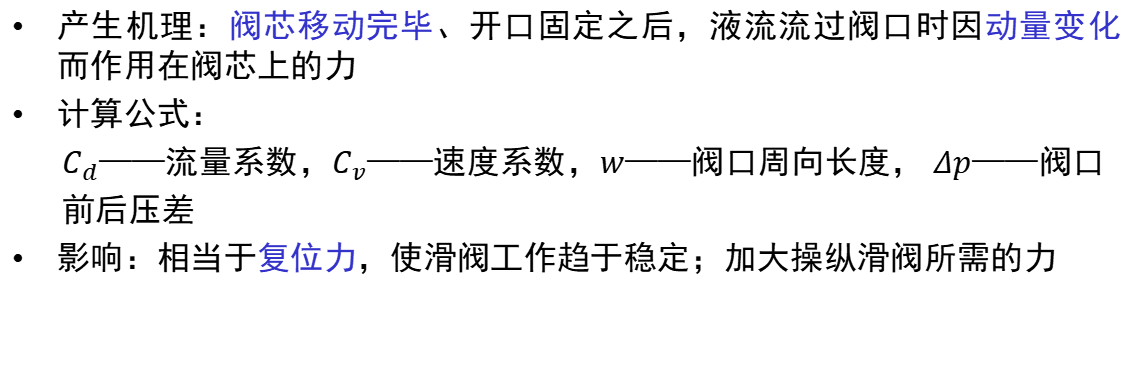 • 产生机理：阀芯移动完毕、开口固定之后，液流流过阀口时因动量变化
而作用在阀芯上的力
• 计算公式：
C_d——流量系数，C_v——速度系数，w——阀口周向长度， Δp——阀口
前后压差
• 影响：相当于复位力，使滑阀工作趋于稳定；加大操纵滑阀所需的力